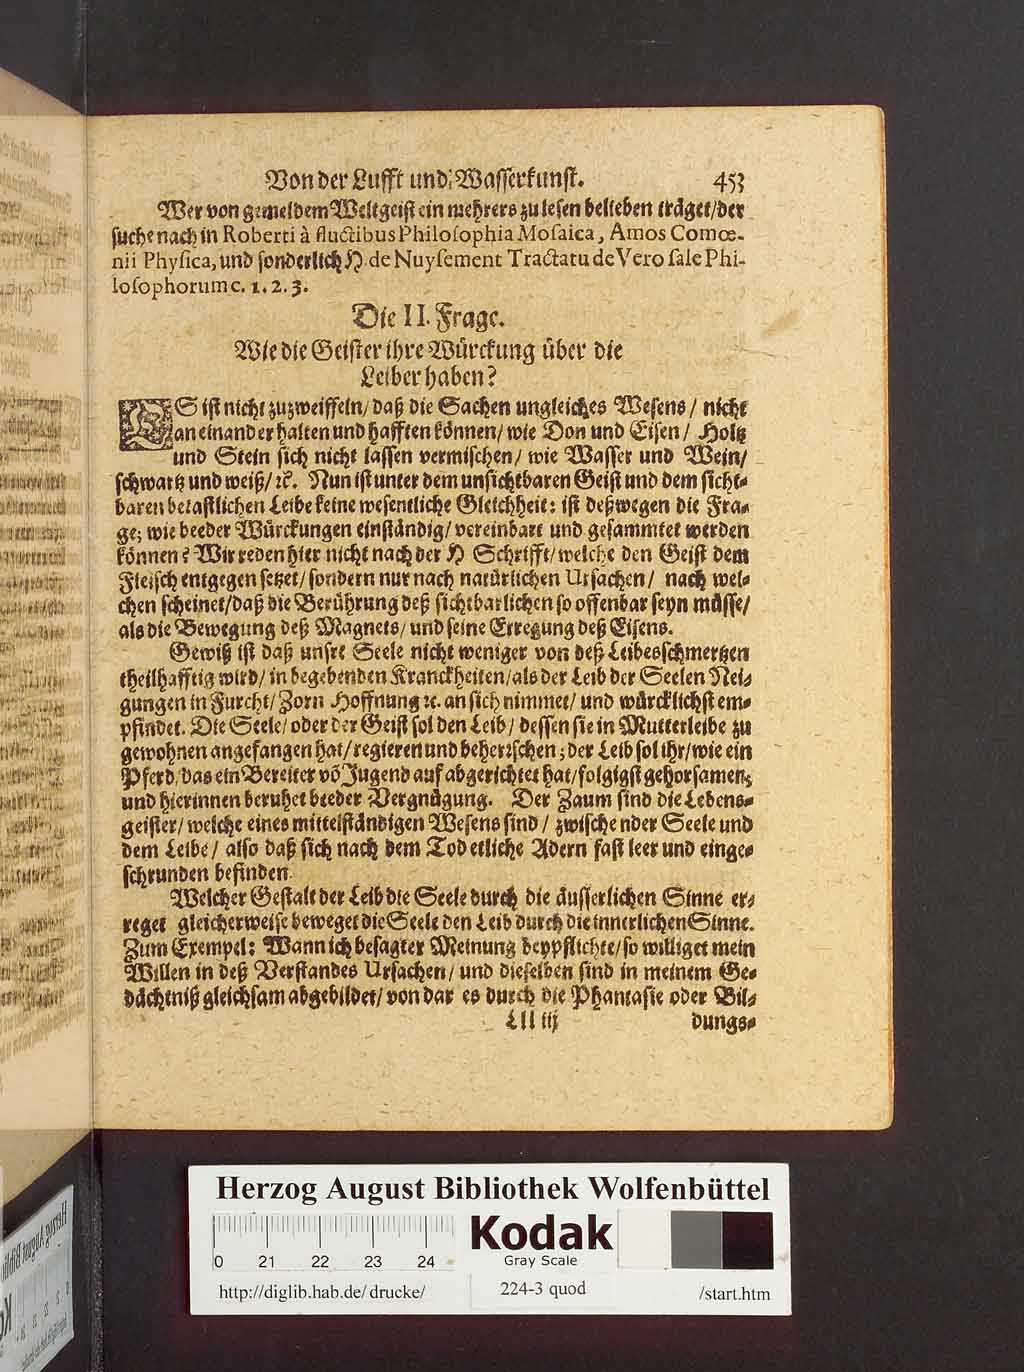 Von der Lufft und Wasserkunst. 453
Wer von gemeldem Weltgeist ein mehrers zu lesen belieben träget/ der
suche nach in Roberti à fluctibus Philosophia Mosaica, Amos Comœ-
nii Physica, und sonderlich H. de Nuysement Tractatu de Vero sale Phi-
losophorum c. 1. 2. 3.
Die II. Frage.
Wie die Geister ihre Würckung über die
Leiber haben?
ES ist nicht zuzweiffeln/ daß die Sachen ungleiches Wesens / nicht
an einander halten und hafften können/ wie Don und Eisen / Holtz
und Stein sich nicht lassen vermischen/ wie Wasser und Wein/
schwartz und weiß/ ꝛc. Nun ist unter dem unsichtbaren Geist und dem sicht-
baren betastlichen Leibe keine wesentliche Gleichheit: ist deßwegen die Fra-
ge; wie beeder Würckungen einständig/ vereinbart und gesammtet werden
können? Wir reden hier nicht nach der H Schrifft/ welche den Geist dem
Fleisch entgegen setzet/ sondern nur nach natürlichen Ursachen / nach wel-
chen scheinet/ daß die Berührung deß sichtbarlichen so offenbar seyn müsse/
als die Bewegung deß Magnets/ und seine Erregung deß Eisens.
Gewiß ist daß unsre Seele nicht weniger von deß Leibesschmertzen
theilhafftig wird/ in begebenden Kranckheiten/ als der Leib der Seelen Nei-
gungen in Furcht/ Zorn Hoffnung ꝛc. an sich nimmet/ und würcklichst em-
pfindet. Die Seele/ oder der Geist sol den Leib/ dessen sie in Mutterleibe zu
gewohnen angefangen hat/ regieren und beherrschen; der Leib sol ihr/ wie ein
Pferd/ das ein Bereiter võ Jugend auf abgerichtet hat/ folgigst gehorsamen;
und hierinnen beruhet beeder Vergnügung. Der Zaum sind die Lebens-
geister/ welche eines mittelständigen Wesens sind / zwische nder Seele und
dem Leibe/ also daß sich nach dem Tod etliche Adern fast leer und einge-
schrunden befinden.
Welcher Gestalt der Leib die Seele durch die äusserlichen Sinne er-
reget gleicherweise beweget die Seele den Leib durch die innerlichen Sinne.
Zum Exempel: Wann ich besagter Meinung beypflichte/ so williget mein
Willen in deß Verstandes Ursachen/ und dieselben sind in meinem Ge-
dächtniß gleichsam abgebildet/ von dar es durch die Phantasie oder Bil-
Lll iij dungs-
Herzog August Bibliothek Wolfenbüttel
0 21 22 23 24
Kodak
Gray Scale
http://diglib.hab.de/drucke/ 224-3 quod /start.htm